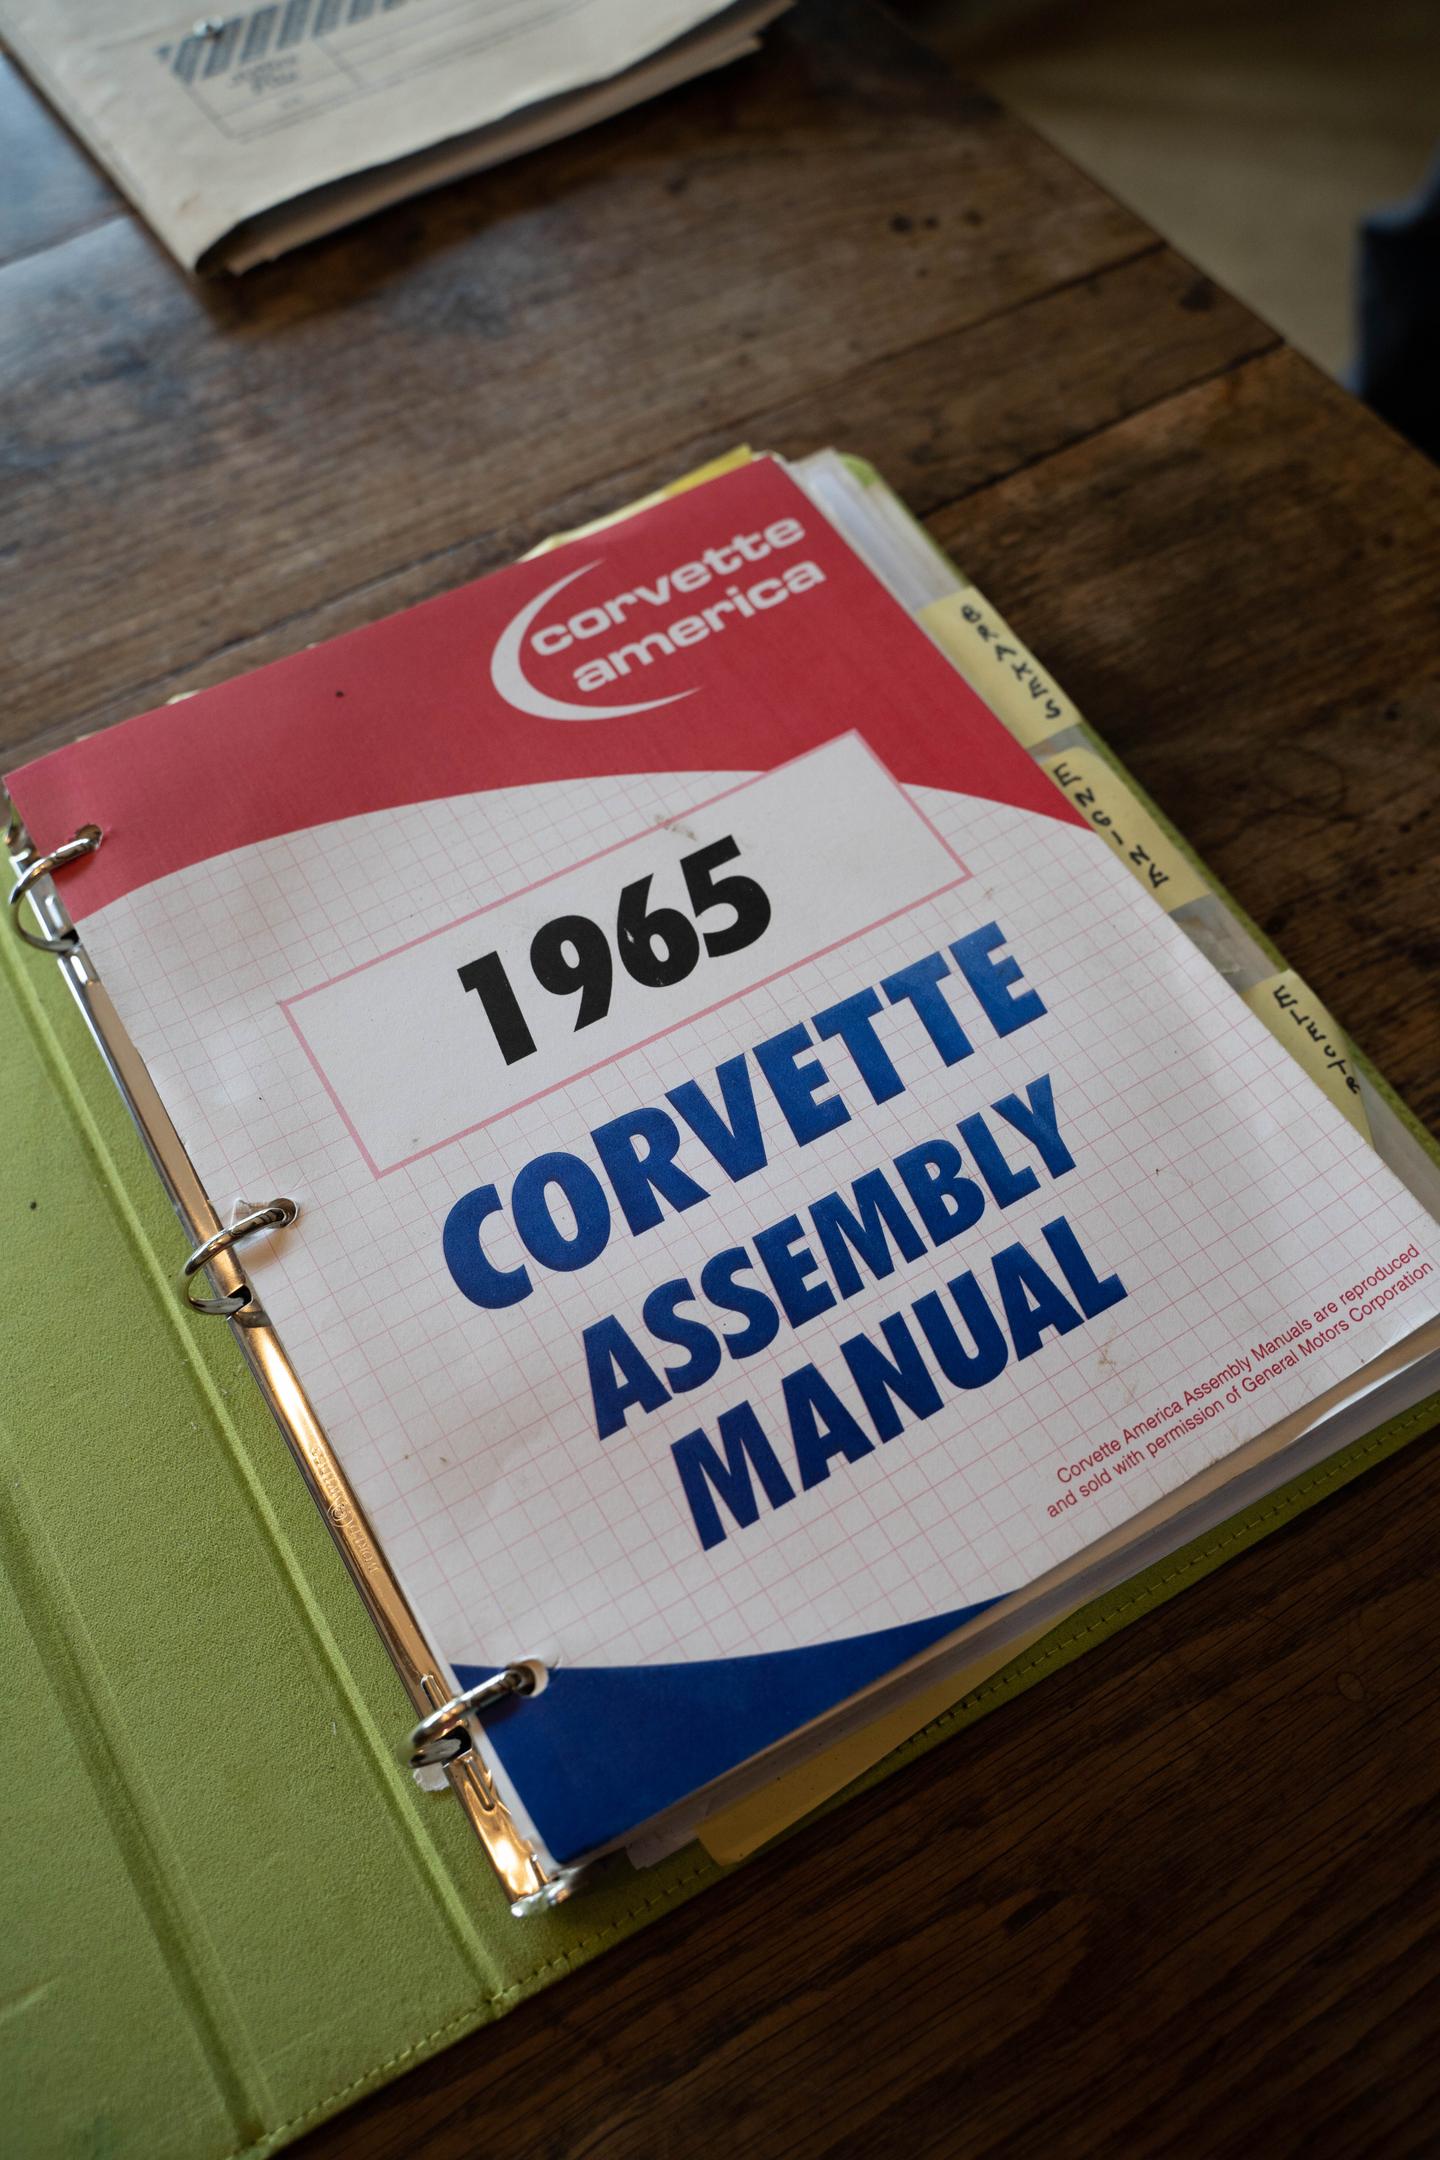 corvette
america
1965
CORVETTE
ASSEMBLY
MANUAL
Corvette America Assembly Manuals are reproduced
and sold with permission of General Motors Corporation
BRAKES
ENGINE
ELECTR